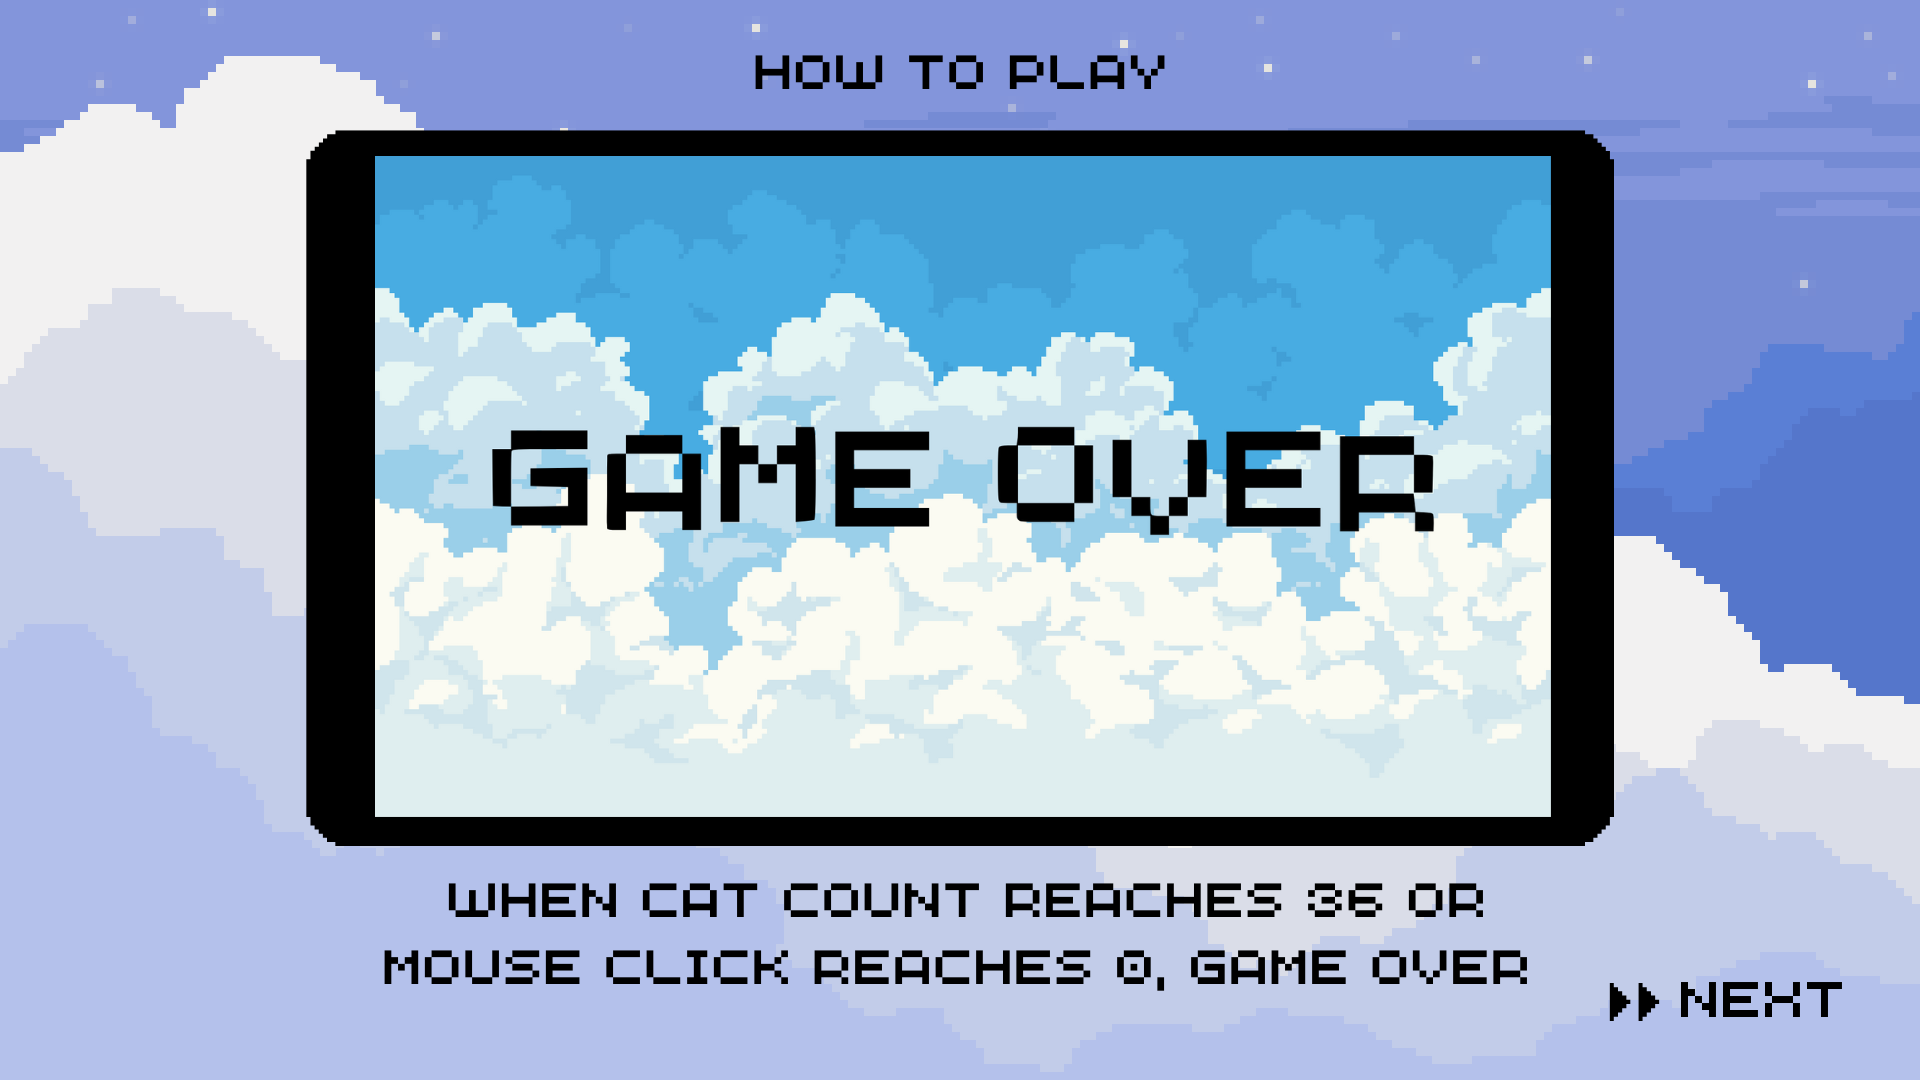 HOW TO PLAY
GAME OVER
WHEN CAT COUNT REACHES 36 OR
MOUSE CLICK REACHES 0, GAME OVER
NEXT